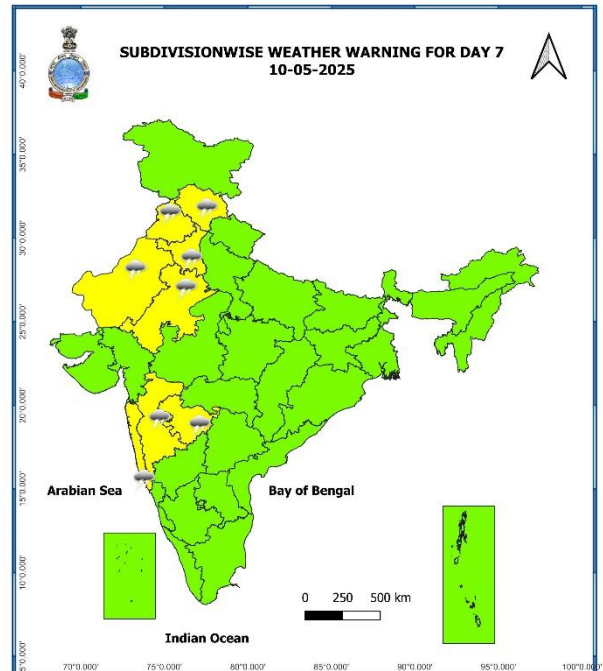 SUBDIVISIONWISE WEATHER WARNING FOR DAY 7
10-05-2025
40°0.000'
35°0.000'
30°0.000'
25°0.000'
20°0.000'
15°0.000'
10°0.000'
5°0.000'
Arabian Sea
Bay of Bengal
0 250 500 km
Indian Ocean
70°0.000' 75°0.000' 80°0.000' 85°0.000' 90°0.000' 95°0.000' 100°0.000'